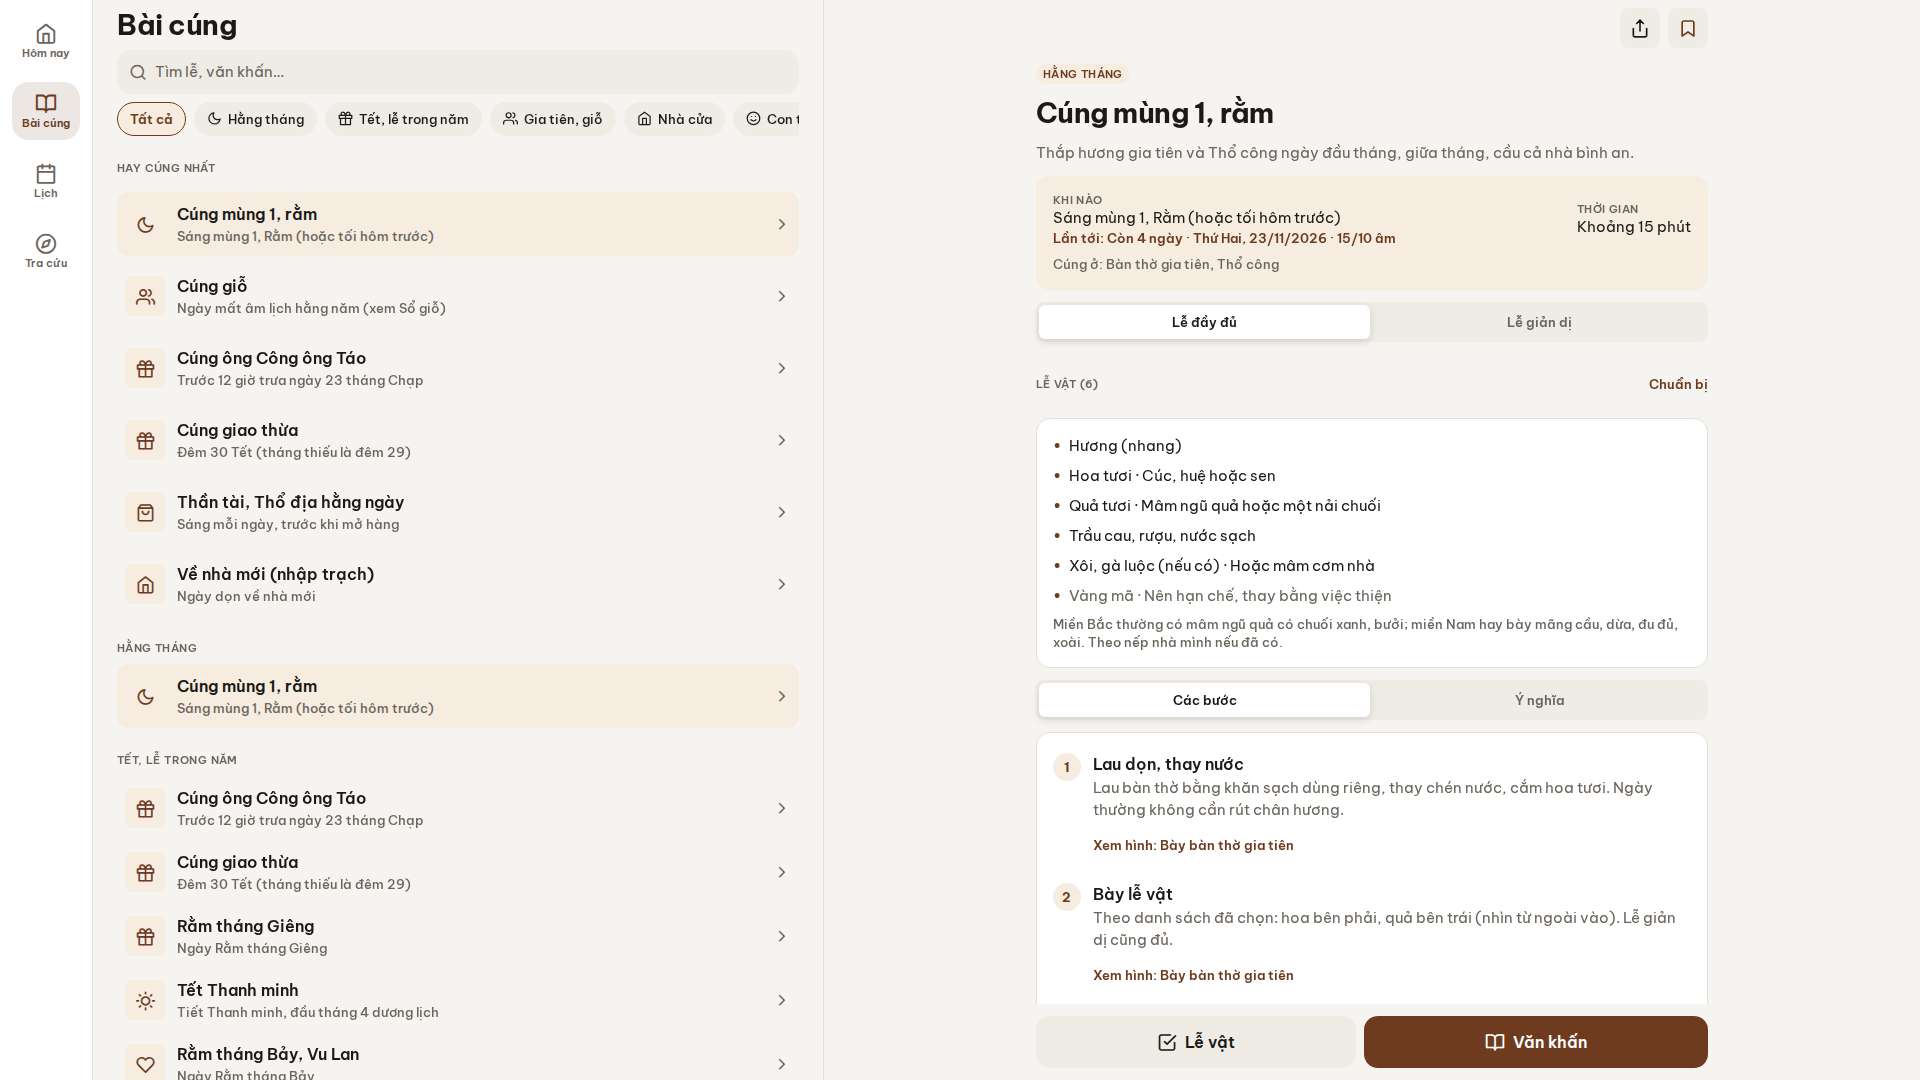 Hôm nay
Bài cúng
Lịch
Tra cứu
Bài cúng
Tìm lễ, văn khấn...
Tất cả
Hằng tháng
Tết, lễ trong năm
Gia tiên, giỗ
Nhà cửa
Con
HAY CÚNG NHẤT
Cúng mùng 1, rằm
Sáng mùng 1, Rằm (hoặc tối hôm trước)
Cúng giỗ
Ngày mất âm lịch hằng năm (xem Sổ giỗ)
Cúng ông Công ông Táo
Trước 12 giờ trưa ngày 23 tháng Chạp
Cúng giao thừa
Đêm 30 Tết (tháng thiếu là đêm 29)
Thần tài, Thổ địa hằng ngày
Sáng mỗi ngày, trước khi mở hàng
Về nhà mới (nhập trạch)
Ngày dọn về nhà mới
HẰNG THÁNG
Cúng mùng 1, rằm
Sáng mùng 1, Rằm (hoặc tối hôm trước)
TẾT, LỄ TRONG NĂM
Cúng ông Công ông Táo
Trước 12 giờ trưa ngày 23 tháng Chạp
Cúng giao thừa
Đêm 30 Tết (tháng thiếu là đêm 29)
Rằm tháng Giêng
Ngày Rằm tháng Giêng
Tết Thanh minh
Tiết Thanh minh, đầu tháng 4 dương lịch
Rằm tháng Bảy, Vu Lan
Ngày Rằm tháng Bảy
HẰNG THÁNG
Cúng mùng 1, rằm
Thắp hương gia tiên và Thổ công ngày đầu tháng, giữa tháng, cầu cả nhà bình an.
KHI NÀO
Sáng mùng 1, Rằm (hoặc tối hôm trước)
Lần tới: Còn 4 ngày · Thứ Hai, 23/11/2026 · 15/10 âm
Cúng ở: Bàn thờ gia tiên, Thổ công
THỜI GIAN
Khoảng 15 phút
Lễ đầy đủ
Lễ giản dị
LỄ VẬT (6)
Chuẩn bị
• Hương (nhang)
• Hoa tươi · Cúc, huệ hoặc sen
• Quả tươi · Mâm ngũ quả hoặc một nải chuối
• Trầu cau, rượu, nước sạch
• Xôi, gà luộc (nếu có) · Hoặc mâm cơm nhà
• Vàng mã · Nên hạn chế, thay bằng việc thiện
Miền Bắc thường có mâm ngũ quả có chuối xanh, bưởi; miền Nam hay bày mãng cầu, dừa, đu đủ,
xoài. Theo nếp nhà mình nếu đã có.
Các bước
Ý nghĩa
1
Lau dọn, thay nước
Lau bàn thờ bằng khăn sạch dùng riêng, thay chén nước, cắm hoa tươi. Ngày
thường không cần rút chân hương.
Xem hình: Bày bàn thờ gia tiên
2
Bày lễ vật
Theo danh sách đã chọn: hoa bên phải, quả bên trái (nhìn từ ngoài vào). Lễ giản
dị cũng đủ.
Xem hình: Bày bàn thờ gia tiên
Lễ vật
Văn khấn